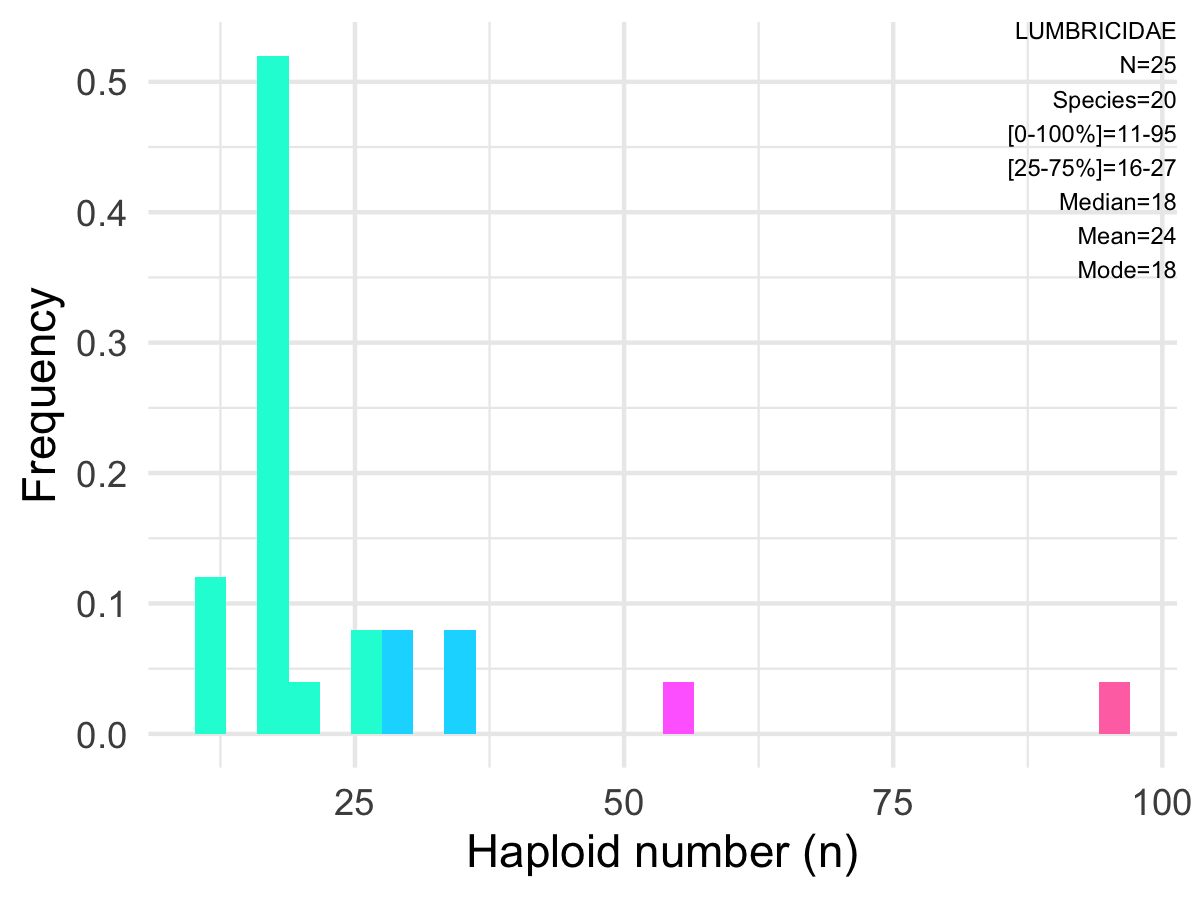 LUMBRICIDAE
N=25
Species=20
[0-100%]=11-95
[25-75%]=16-27
Median=18
Mean=24
Mode=18
Frequency
0.5
0.4
0.3
0.2
0.1
0.0
25 50 75 100
Haploid number (n)